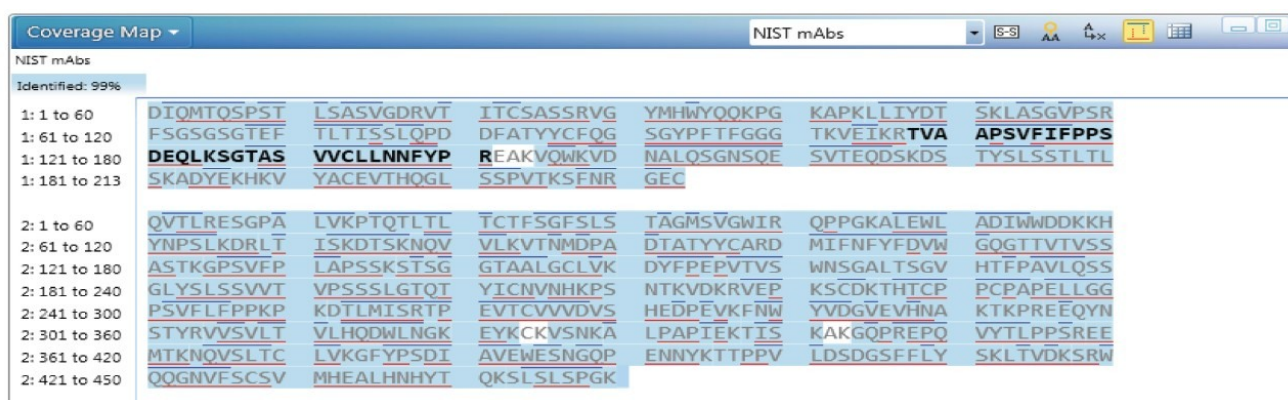 Coverage Map NIST mAbs S-S AA
NIST mAbs
Identified: 99%
1: 1 to 60 DIQMTQSPST LSASVGDRVT ITCSASSRVG YMHWYQQKPG KAPKLLIYDT SKLASGVPSR
1: 61 to 120 FSGSGSGTEF TLTISSLQPD DFATYYCFQG SGYPFTFGGG TKVEIKRTVA APSVFIFPPS
1: 121 to 180 DEQLKSGTAS VVCLLNNFYP REAKVQWKVD NALQSGNSQE SVTEQDSKDS TYSLSSTLTL
1: 181 to 213 SKADYEKHKV YACEVTHQGL SSPVTKSFNR GEC
2: 1 to 60 QVTLRESGPA LVKPTQTLTL TCTFSGFSLS TAGMSVGWIR QPPGKALEWL ADIWWDDKKH
2: 61 to 120 YNPSLKDRLT ISKDTSKNQV VLKVTNMDPA DTATYYCARD MIFNFYFDVW GQGTTVTVSS
2: 121 to 180 ASTKGPSVFP LAPSSKSTSG GTAALGCLVK DYFPEPVTVS WNSGALTSGV HTFPAVLQSS
2: 181 to 240 GLYSLSSVVT VPSSSLGTQT YICNVNHKPS NTKVDKRVEP KSCDKTHTCP PCPAPELLGG
2: 241 to 300 PSVFLFPPKP KDTLMISRTP EVTCVVVDVS HEDPEVKFNW YVDGVEVHNA KTKPREEQYN
2: 301 to 360 STYRVVSVLT VLHQDWLNGK EYKCKVSNKA LPAPIEKTIS KAKGQPREPQ VYTLPPSREE
2: 361 to 420 MTKNQVSLTC LVKGFYPSDI AVEWESNGQP ENNYKTTPPV LDSDGSFFLY SKLTVDKSRW
2: 421 to 450 QQGNVFSCSV MHEALHNHYT QKSLSLSPGK